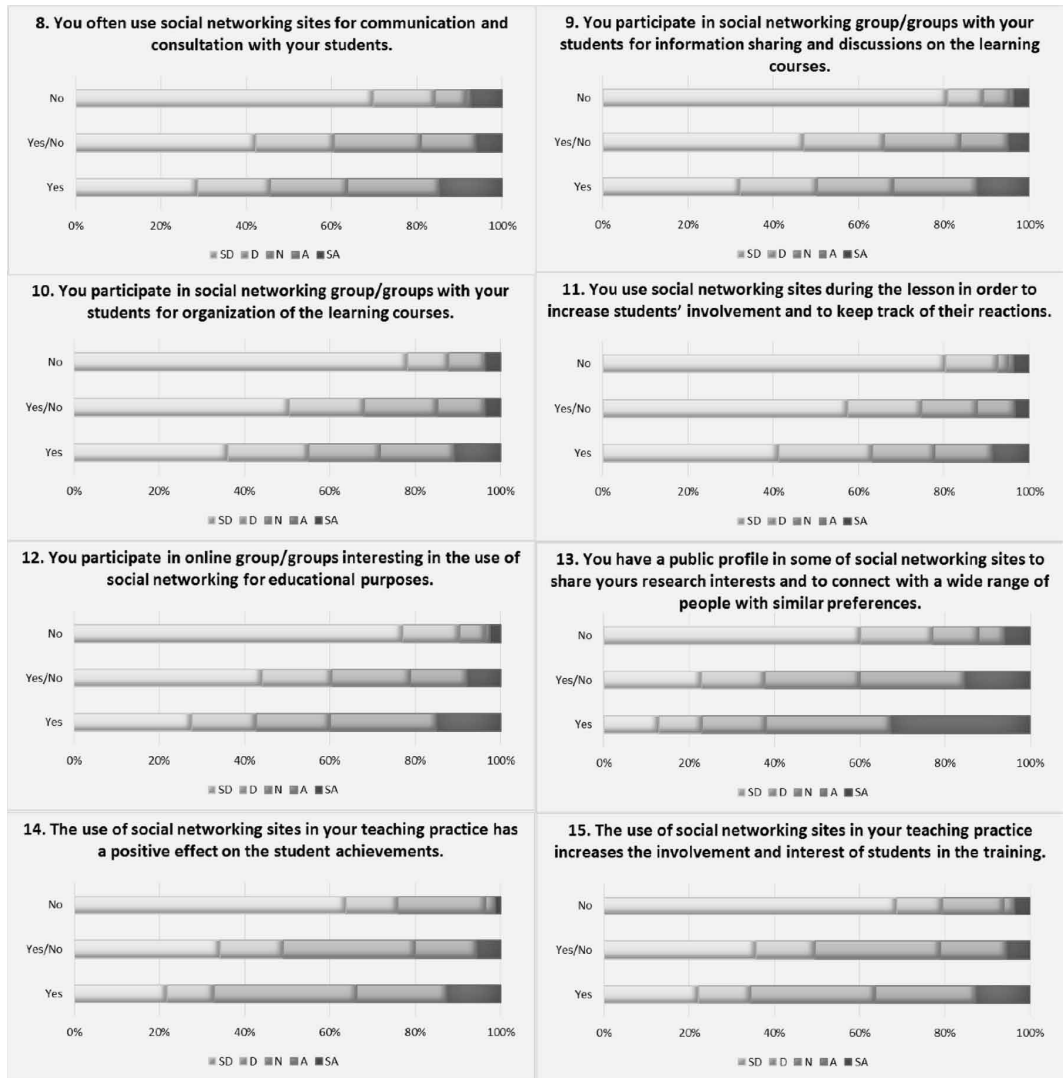 8. You often use social networking sites for communication and
consultation with your students.
No
Yes/No
Yes
0% 20% 40% 60% 80% 100%
SD D N A SA
9. You participate in social networking group/groups with your
students for information sharing and discussions on the learning
courses.
No
Yes/No
Yes
0% 20% 40% 60% 80% 100%
SD D N A SA
10. You participate in social networking group/groups with your
students for organization of the learning courses.
No
Yes/No
Yes
0% 20% 40% 60% 80% 100%
SD D N A SA
11. You use social networking sites during the lesson in order to
increase students’ involvement and to keep track of their reactions.
No
Yes/No
Yes
0% 20% 40% 60% 80% 100%
SD D N A SA
12. You participate in online group/groups interesting in the use of
social networking for educational purposes.
No
Yes/No
Yes
0% 20% 40% 60% 80% 100%
SD D N A SA
13. You have a public profile in some of social networking sites to
share yours research interests and to connect with a wide range of
people with similar preferences.
No
Yes/No
Yes
0% 20% 40% 60% 80% 100%
SD D N A SA
14. The use of social networking sites in your teaching practice has
a positive effect on the student achievements.
No
Yes/No
Yes
0% 20% 40% 60% 80% 100%
SD D N A SA
15. The use of social networking sites in your teaching practice
increases the involvement and interest of students in the training.
No
Yes/No
Yes
0% 20% 40% 60% 80% 100%
SD D N A SA